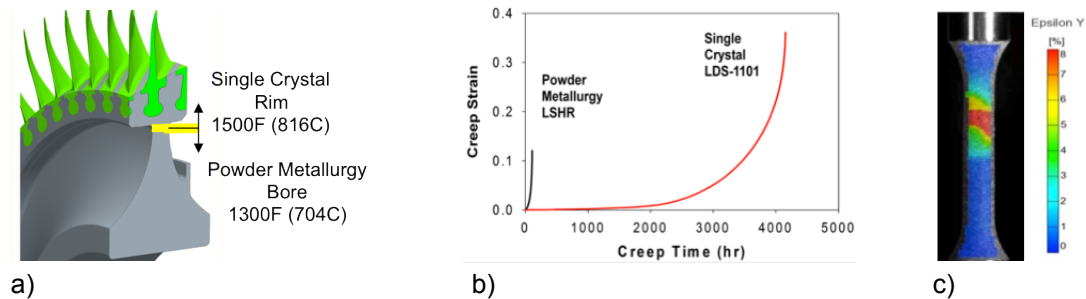 Single Crystal
Rim
1500F (816C)
Powder Metallurgy
Bore
1300F (704C)
a)
Creep Strain
0.4
0.3
0.2
0.1
0.0
Powder
Metallurgy
LSHR
Single
Crystal
LDS-1101
0 1000 2000 3000 4000 5000
Creep Time (hr)
b)
Epsilon Y
[%]
8
7
6
5
4
3
2
1
0
c)